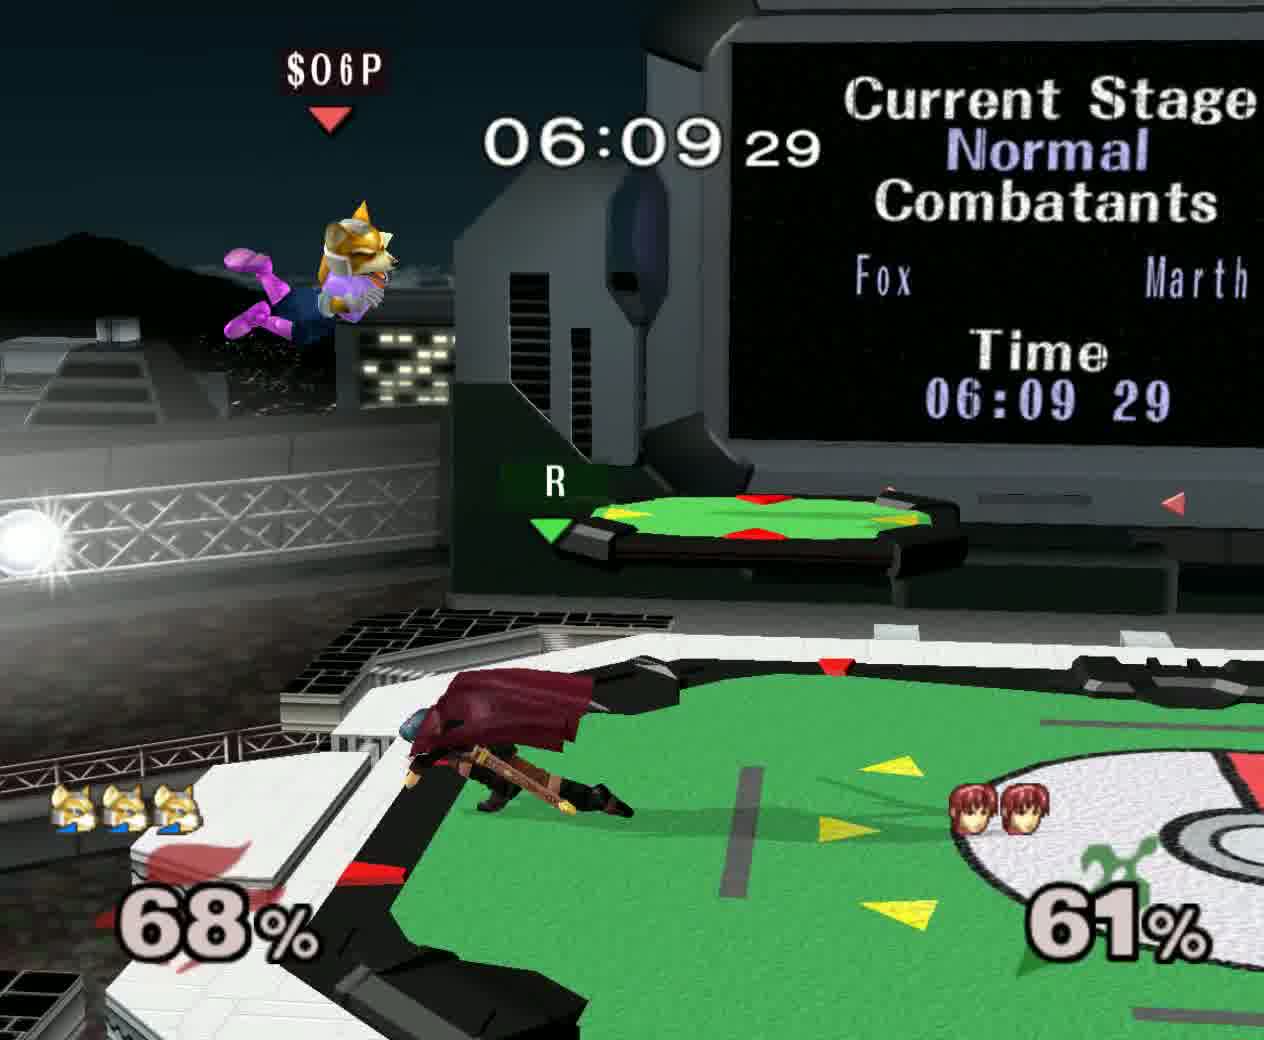 $06P
06:09 29
Current Stage
Normal
Combatants
Fox Marth
Time
06:09 29
R
68%
61%